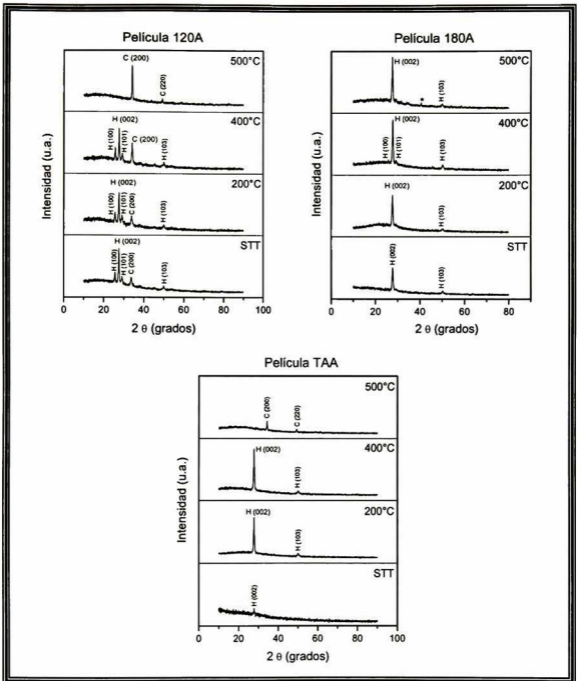 Película 120A
C (200)
500°C
C (220)
H (002)
400°C
H (100)
H (101)
C (200)
H (103)
H (002)
200°C
H (100)
H (101)
C (200)
H (103)
H (002)
STT
H (100)
H (101)
C (200)
H (103)
Intensidad (u.a.)
0 20 40 60 80 100
2 θ (grados)
Película 180A
H (002)
500°C
*
H (103)
H (002)
400°C
H (100)
H (101)
H (103)
H (002)
200°C
H (103)
STT
H (002)
H (103)
Intensidad (u.a.)
0 20 40 60 80
2 θ (grados)
Película TAA
500°C
C (200)
C (220)
H (002)
400°C
H (103)
H (002)
200°C
H (103)
STT
H (002)
Intensidad (u.a.)
0 20 40 60 80 100
2 θ (grados)